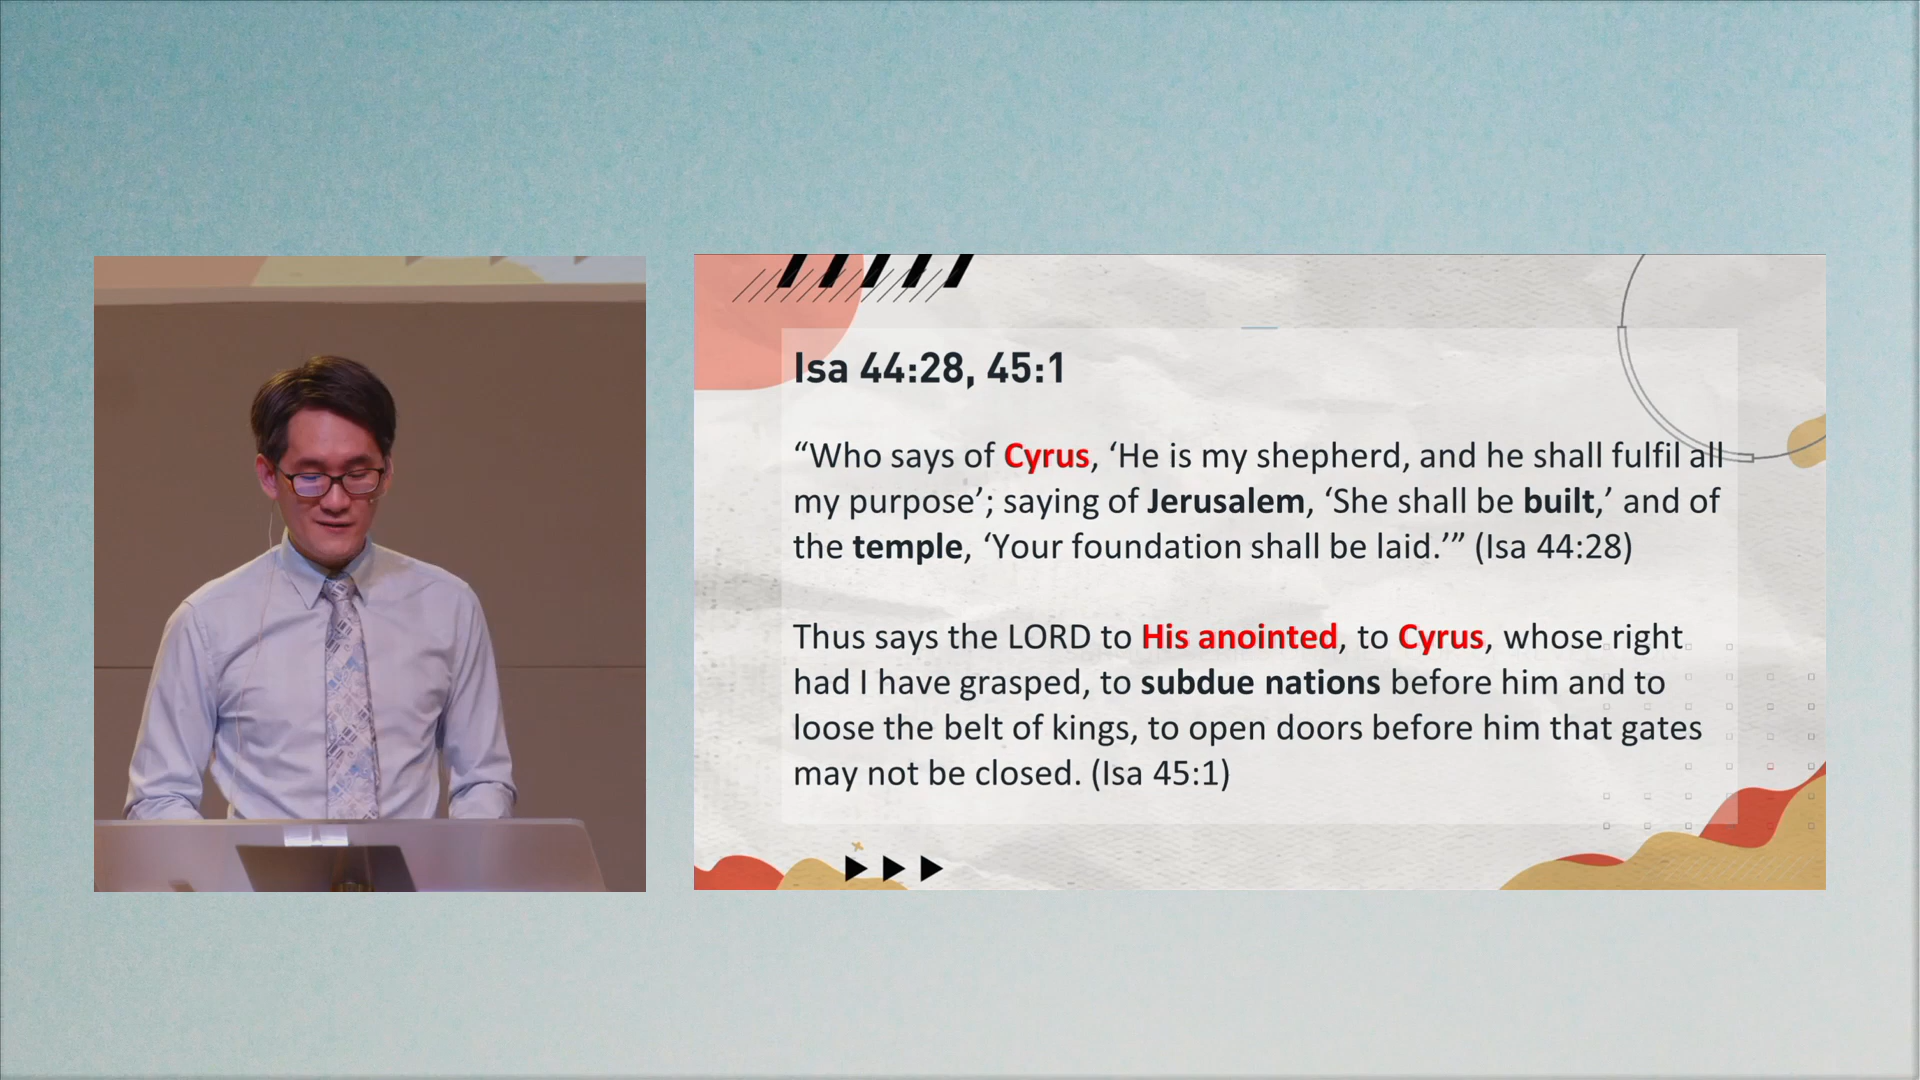 Isa 44:28, 45:1
“Who says of Cyrus, ‘He is my shepherd, and he shall fulfil all
my purpose’; saying of Jerusalem, ‘She shall be built,’ and of
the temple, ‘Your foundation shall be laid.’” (Isa 44:28)
Thus says the LORD to His anointed, to Cyrus, whose right
had I have grasped, to subdue nations before him and to
loose the belt of kings, to open doors before him that gates
may not be closed. (Isa 45:1)